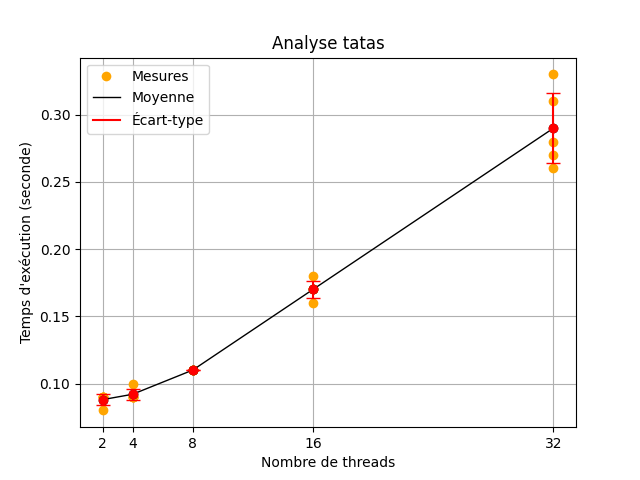 Analyse tatas
Mesures
Moyenne
Écart-type
Temps d'exécution (seconde)
0.30
0.25
0.20
0.15
0.10
2 4 8 16 32
Nombre de threads